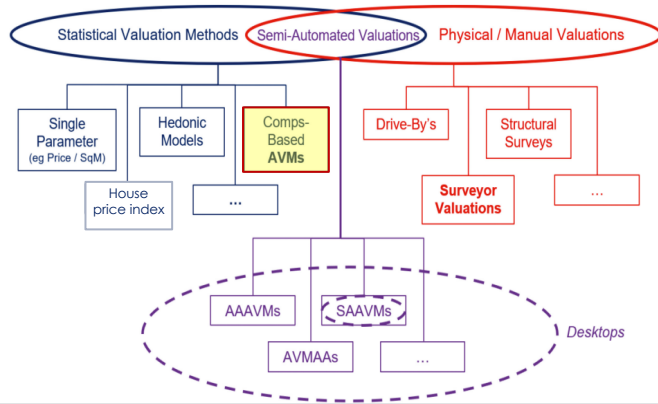 Statistical Valuation Methods
Semi-Automated Valuations
Physical / Manual Valuations
Single
Parameter
(eg Price / SqM)
Hedonic
Models
Comps-
Based
AVMs
Drive-By's
Structural
Surveys
House
price index
...
Surveyor
Valuations
...
AAAVMs
SAAVMs
AVMAAs
...
Desktops